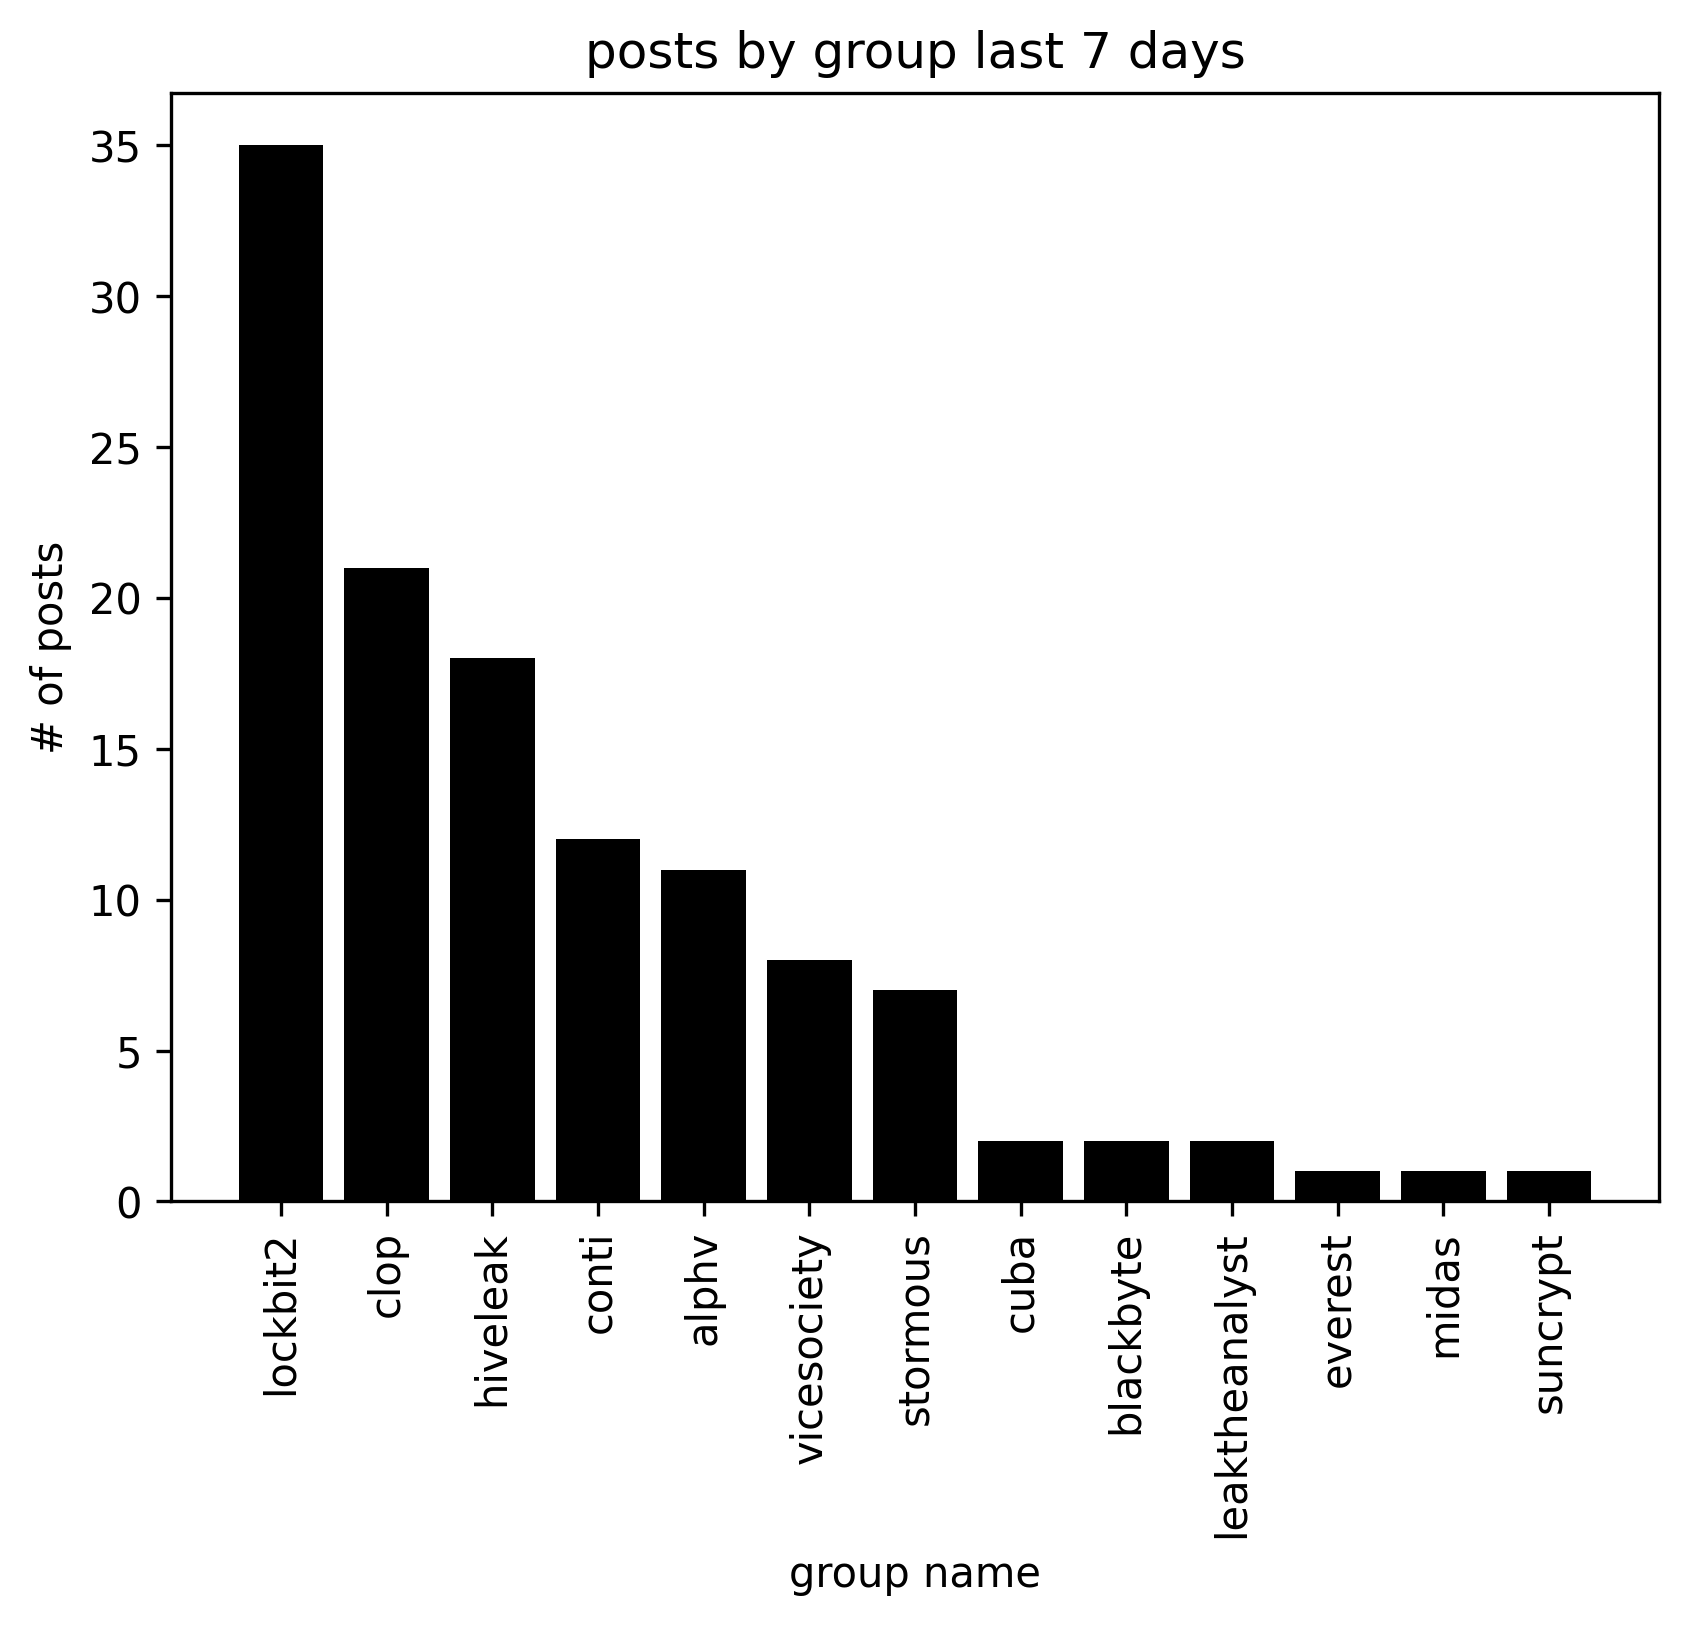 posts by group last 7 days
# of posts
35
30
25
20
15
10
5
0
lockbit2
clop
hiveleak
conti
alphv
vicesociety
stormous
cuba
blackbyte
leaktheanalyst
everest
midas
suncrypt
group name